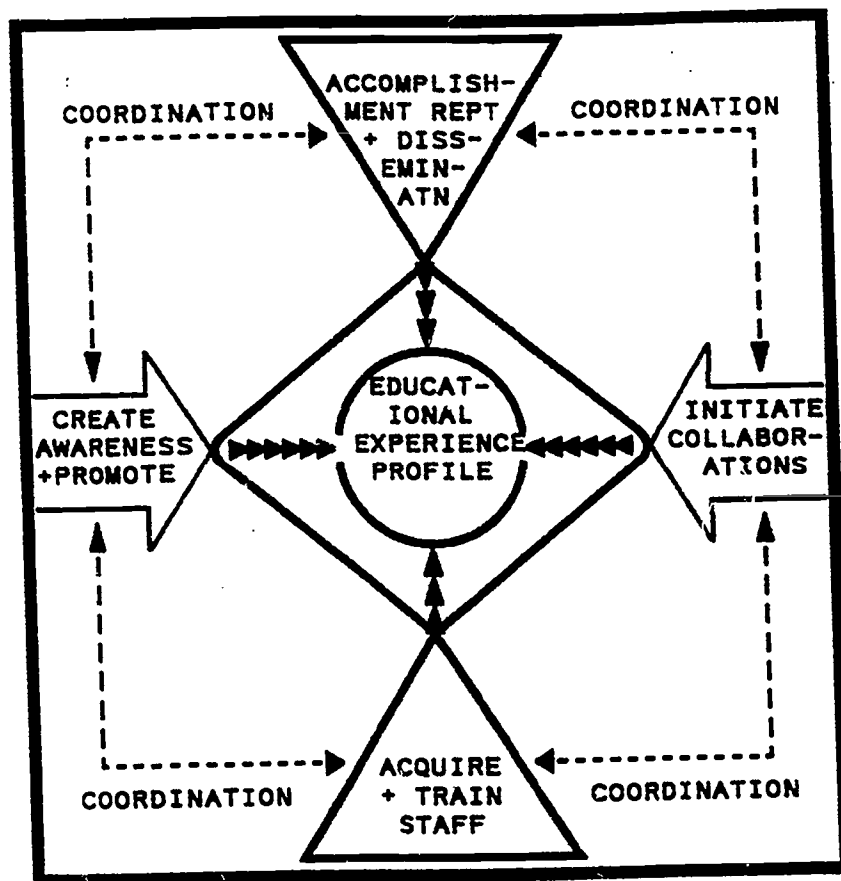 COORDINATION
ACCOMPLISH-
MENT REPT
+ DISS-
EMIN-
ATN
COORDINATION
CREATE
AWARENESS
+PROMOTE
EDUCAT-
IONAL
EXPERIENCE
PROFILE
INITIATE
COLLABOR-
ATIONS
COORDINATION
ACQUIRE
+ TRAIN
STAFF
COORDINATION